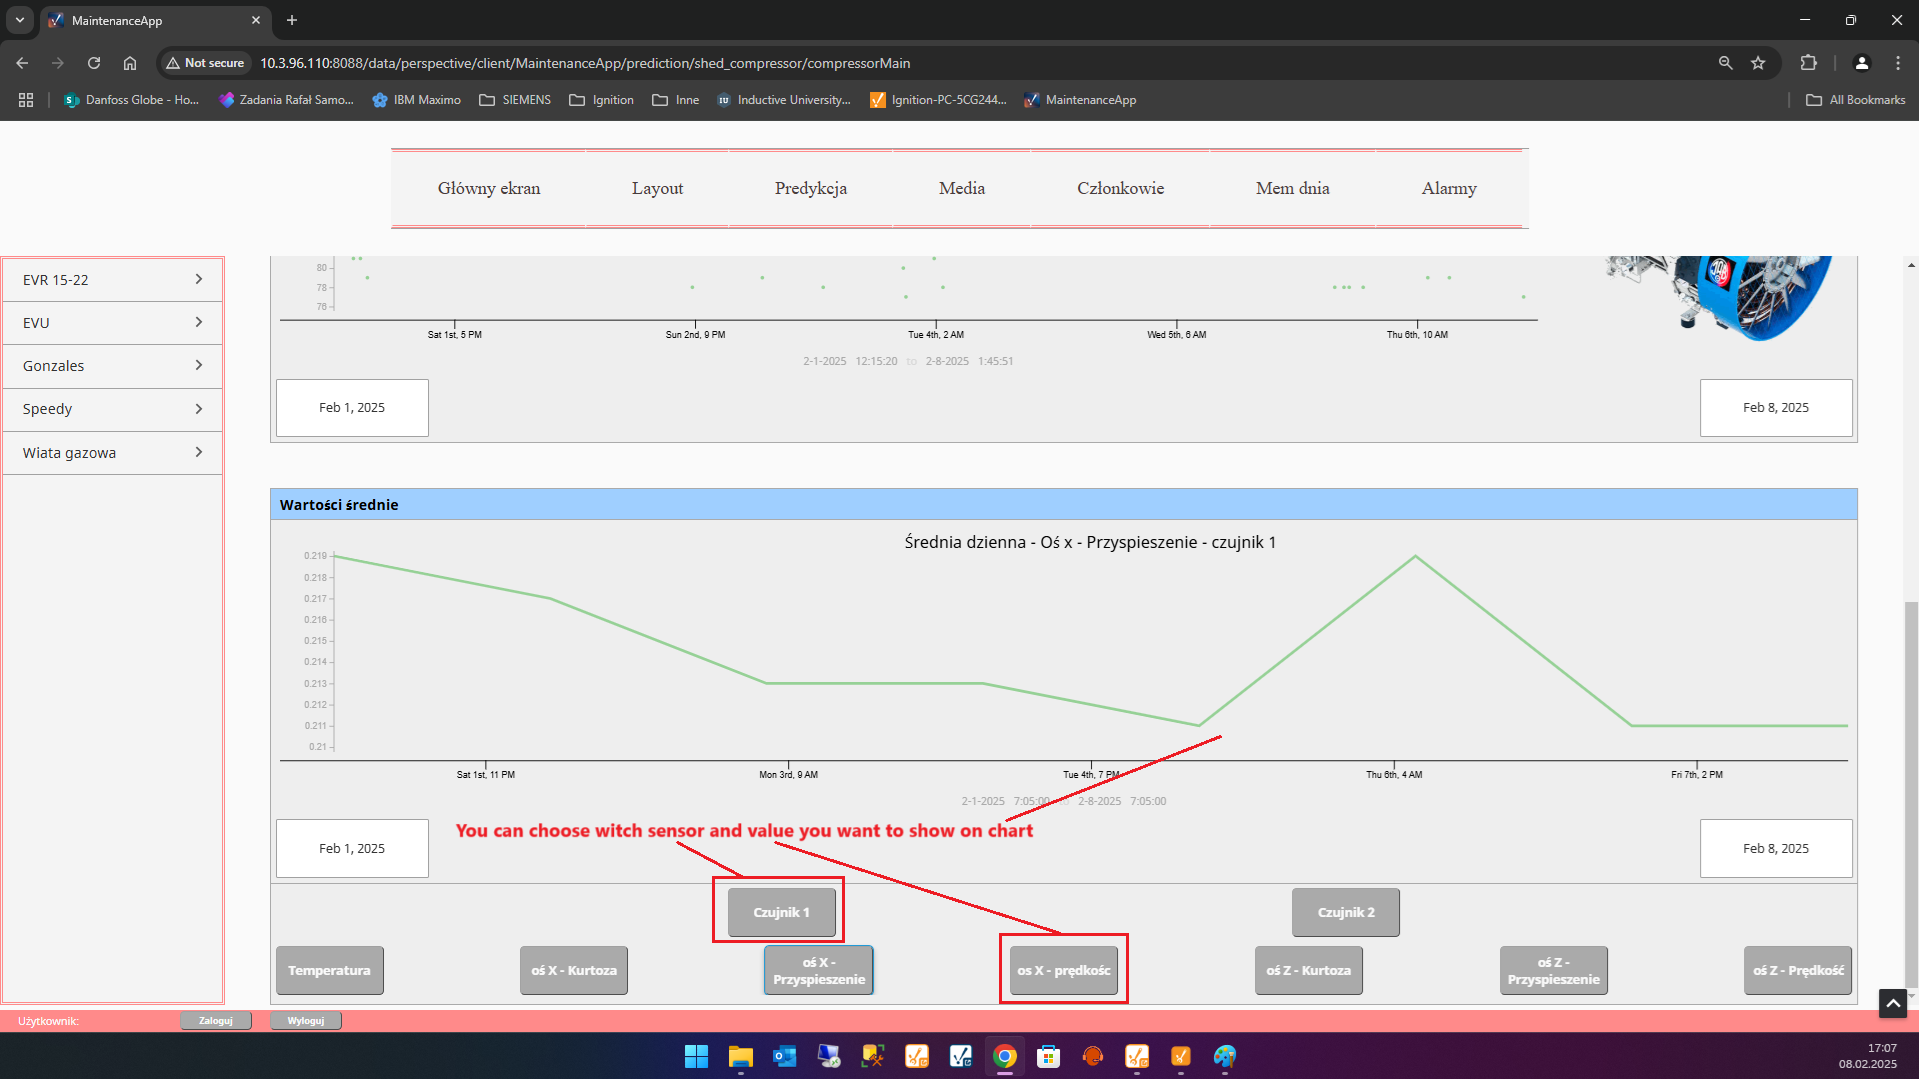 MaintenanceApp
Not secure
10.3.96.110:8088/data/perspective/client/MaintenanceApp/prediction/shed_compressor/compressorMain
Danfoss Globe - Ho...
Zadania Rafał Samo...
IBM Maximo
SIEMENS
Ignition
Inne
Inductive University...
Ignition-PC-5CG244...
MaintenanceApp
All Bookmarks
Główny ekran
Layout
Predykcja
Media
Członkowie
Mem dnia
Alarmy
EVR 15-22
EVU
Gonzales
Speedy
Wiata gazowa
80
78
76
Sat 1st, 5 PM
Sun 2nd, 9 PM
Tue 4th, 2 AM
Wed 5th, 6 AM
Thu 6th, 10 AM
2-1-2025 12:15:20 to 2-8-2025 1:45:51
Feb 1, 2025
Feb 8, 2025
Wartości średnie
Średnia dzienna - Oś x - Przyspieszenie - czujnik 1
0.219
0.218
0.217
0.216
0.215
0.214
0.213
0.212
0.211
0.21
Sat 1st, 11 PM
Mon 3rd, 9 AM
Tue 4th, 7 PM
Thu 6th, 4 AM
Fri 7th, 2 PM
2-1-2025 7:05:00 2-8-2025 7:05:00
You can choose witch sensor and value you want to show on chart
Feb 1, 2025
Feb 8, 2025
Czujnik 1
Czujnik 2
Temperatura
oś X - Kurtoza
oś X -
Przyspieszenie
os X - prędkośc
oś Z - Kurtoza
oś Z -
Przyspieszenie
oś Z - Prędkość
Użytkownik:
Zaloguj
Wyloguj
17:07
08.02.2025